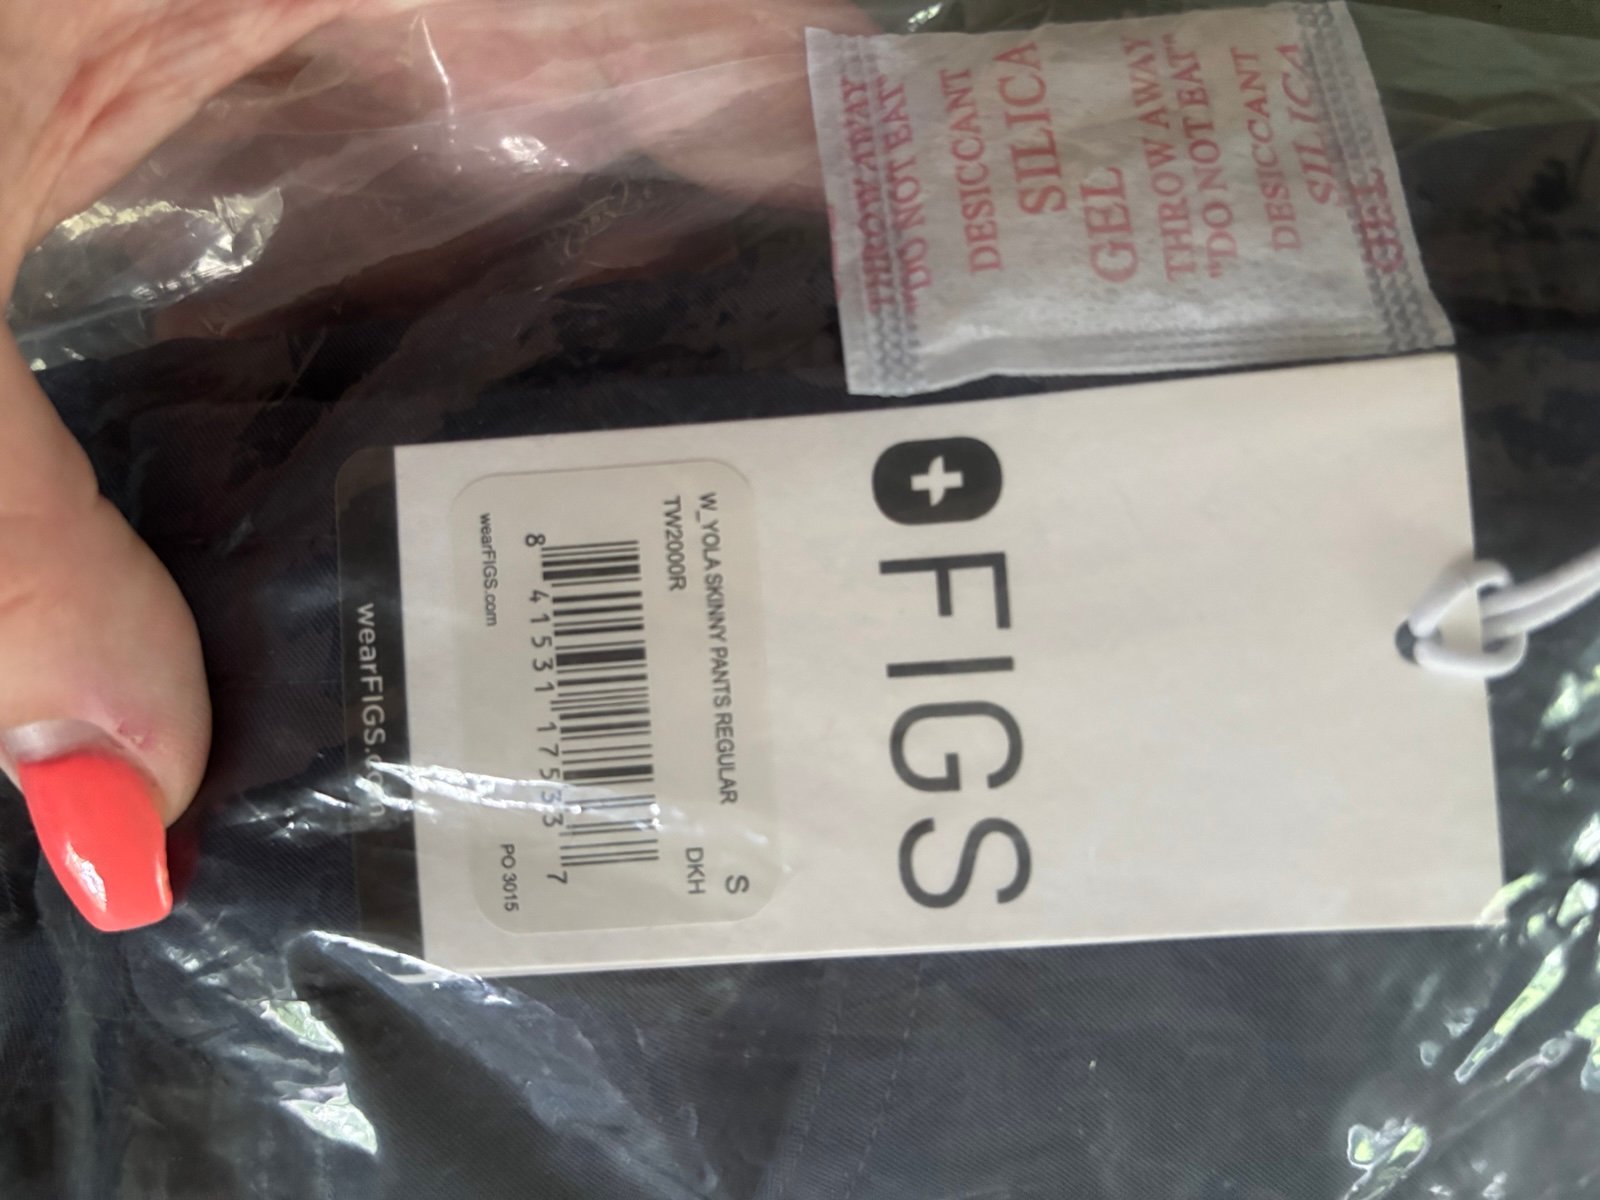 THROW AWAY
"DO NOT EAT"
DESICCANT
SILICA
GEL
THROW AWAY
"DO NOT EAT"
DESICCANT
SILICA
GEL
FIGS
W_YOLA SKINNY PANTS REGULAR S
TW2000R DKH
8 41531 17533 7
wearFIGS.com PO 3015
wearFIGS.com